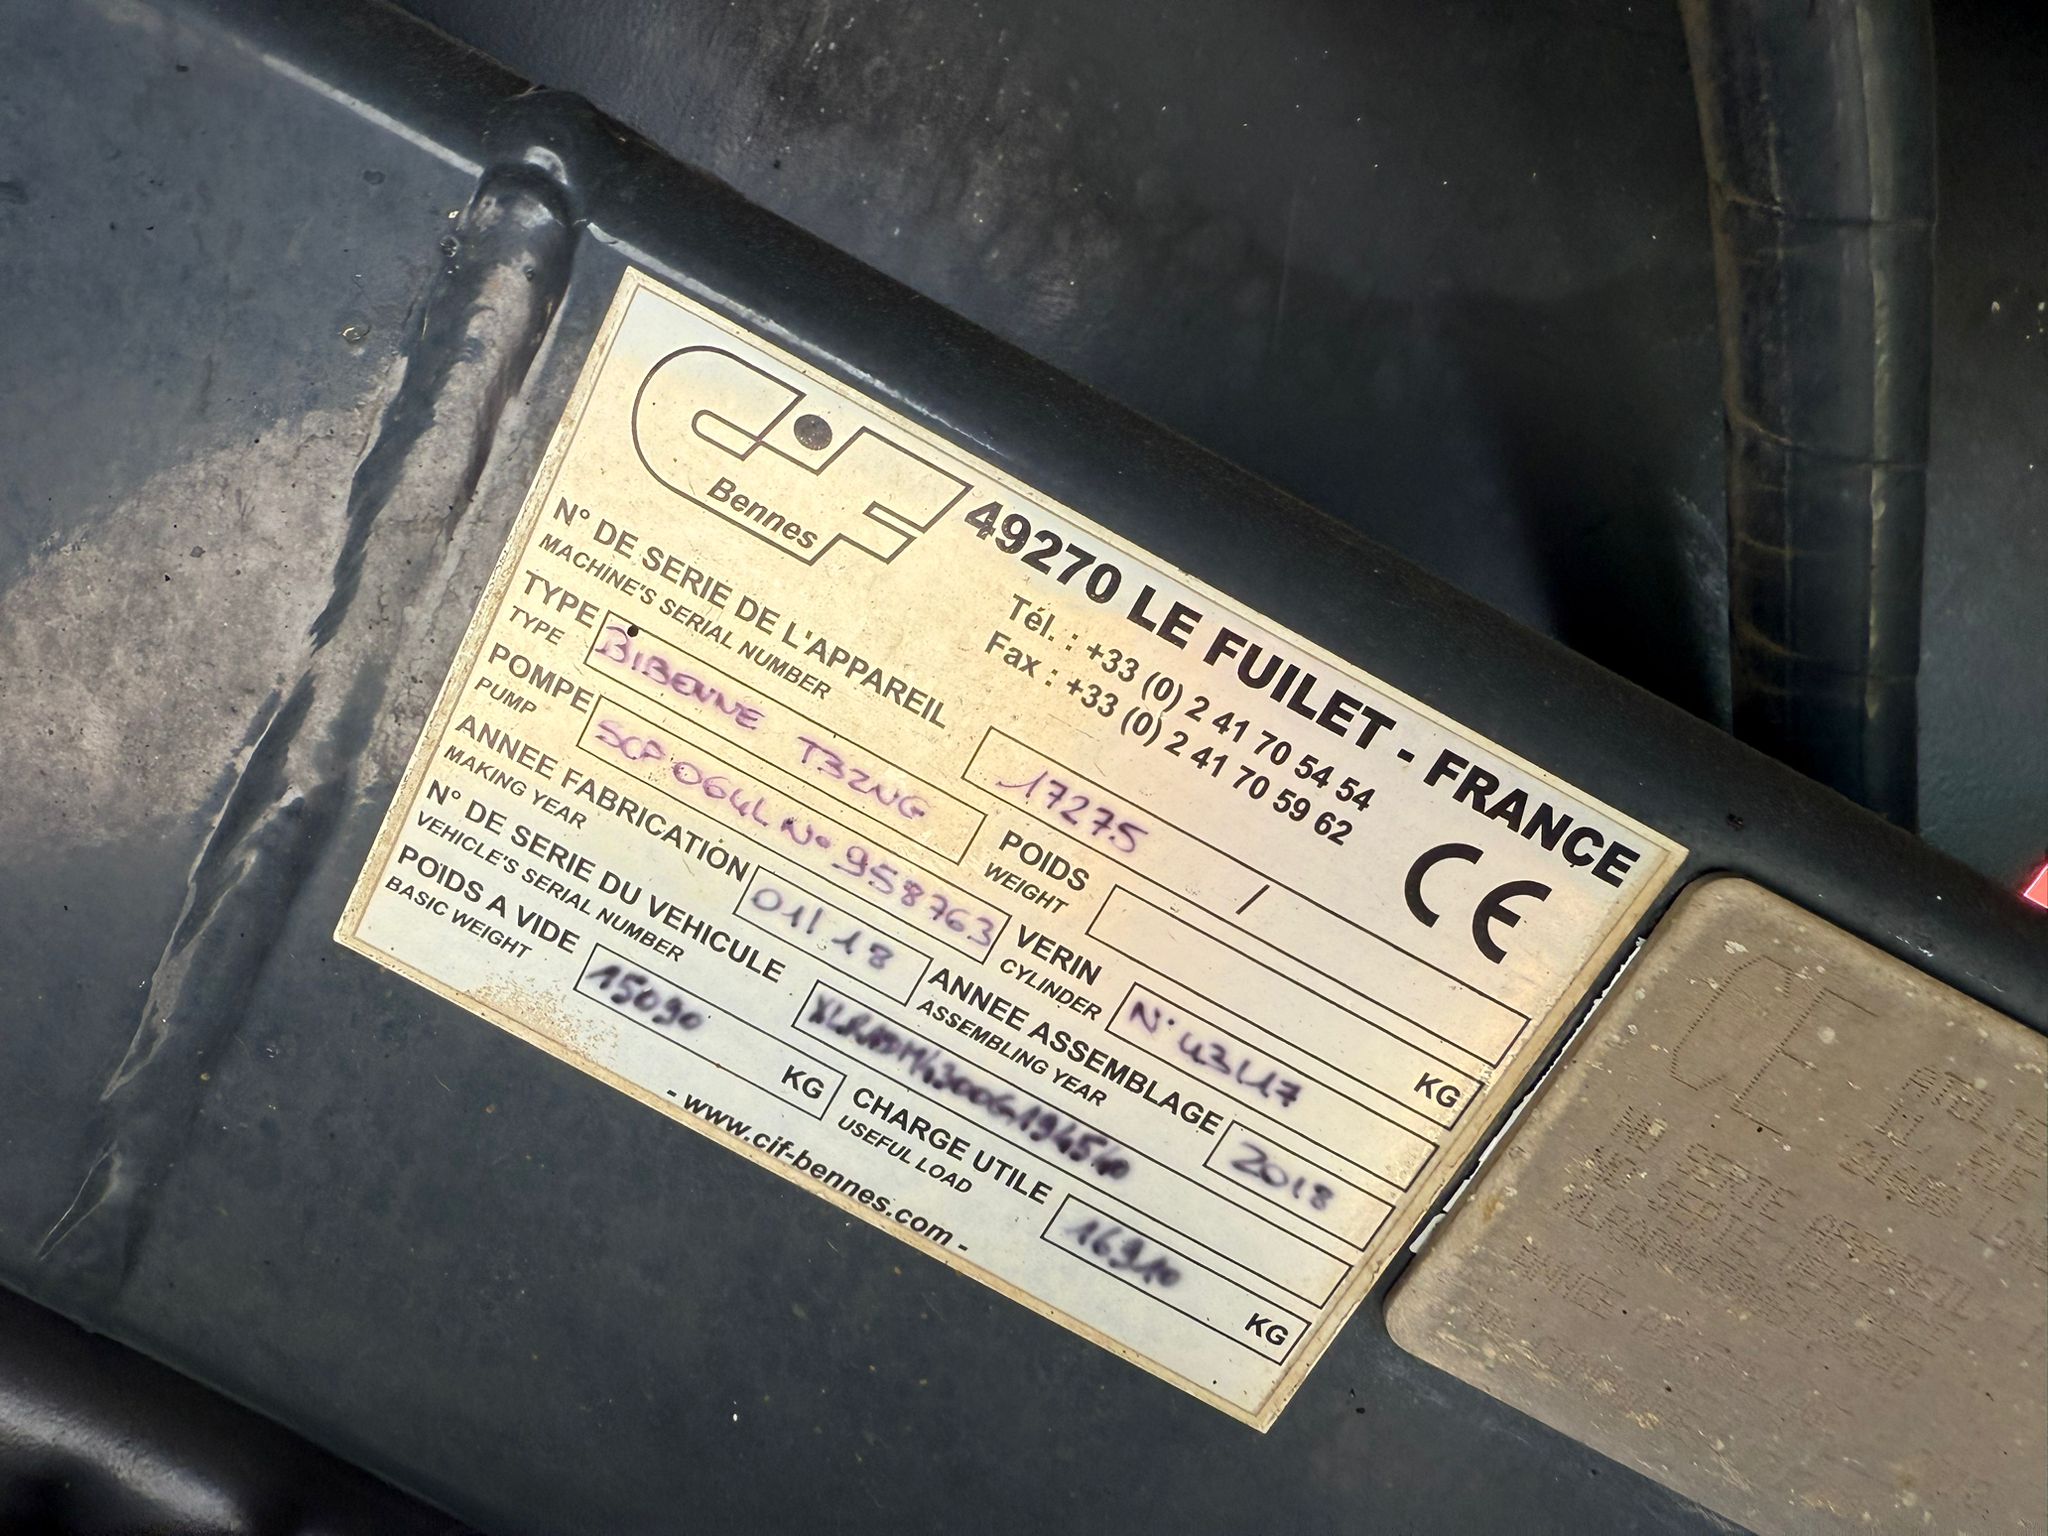 CiF
Bennes
49270 LE FUILET - FRANCE
Tél. : +33 (0) 2 41 70 54 54
Fax : +33 (0) 2 41 70 59 62
CE
N° DE SERIE DE L'APPAREIL 17275 /
MACHINE'S SERIAL NUMBER
TYPE BIBENNE T32NG POIDS KG
TYPE WEIGHT
POMPE SCP 064L N° 958763 VERIN
PUMP CYLINDER
ANNEE FABRICATION 01/18 ANNEE ASSEMBLAGE 2018
MAKING YEAR ASSEMBLING YEAR
N° DE SERIE DU VEHICULE
VEHICLE'S SERIAL NUMBER
POIDS A VIDE 15090 KG CHARGE UTILE 16910 KG
BASIC WEIGHT USEFUL LOAD
- www.cif-bennes.com -
CE